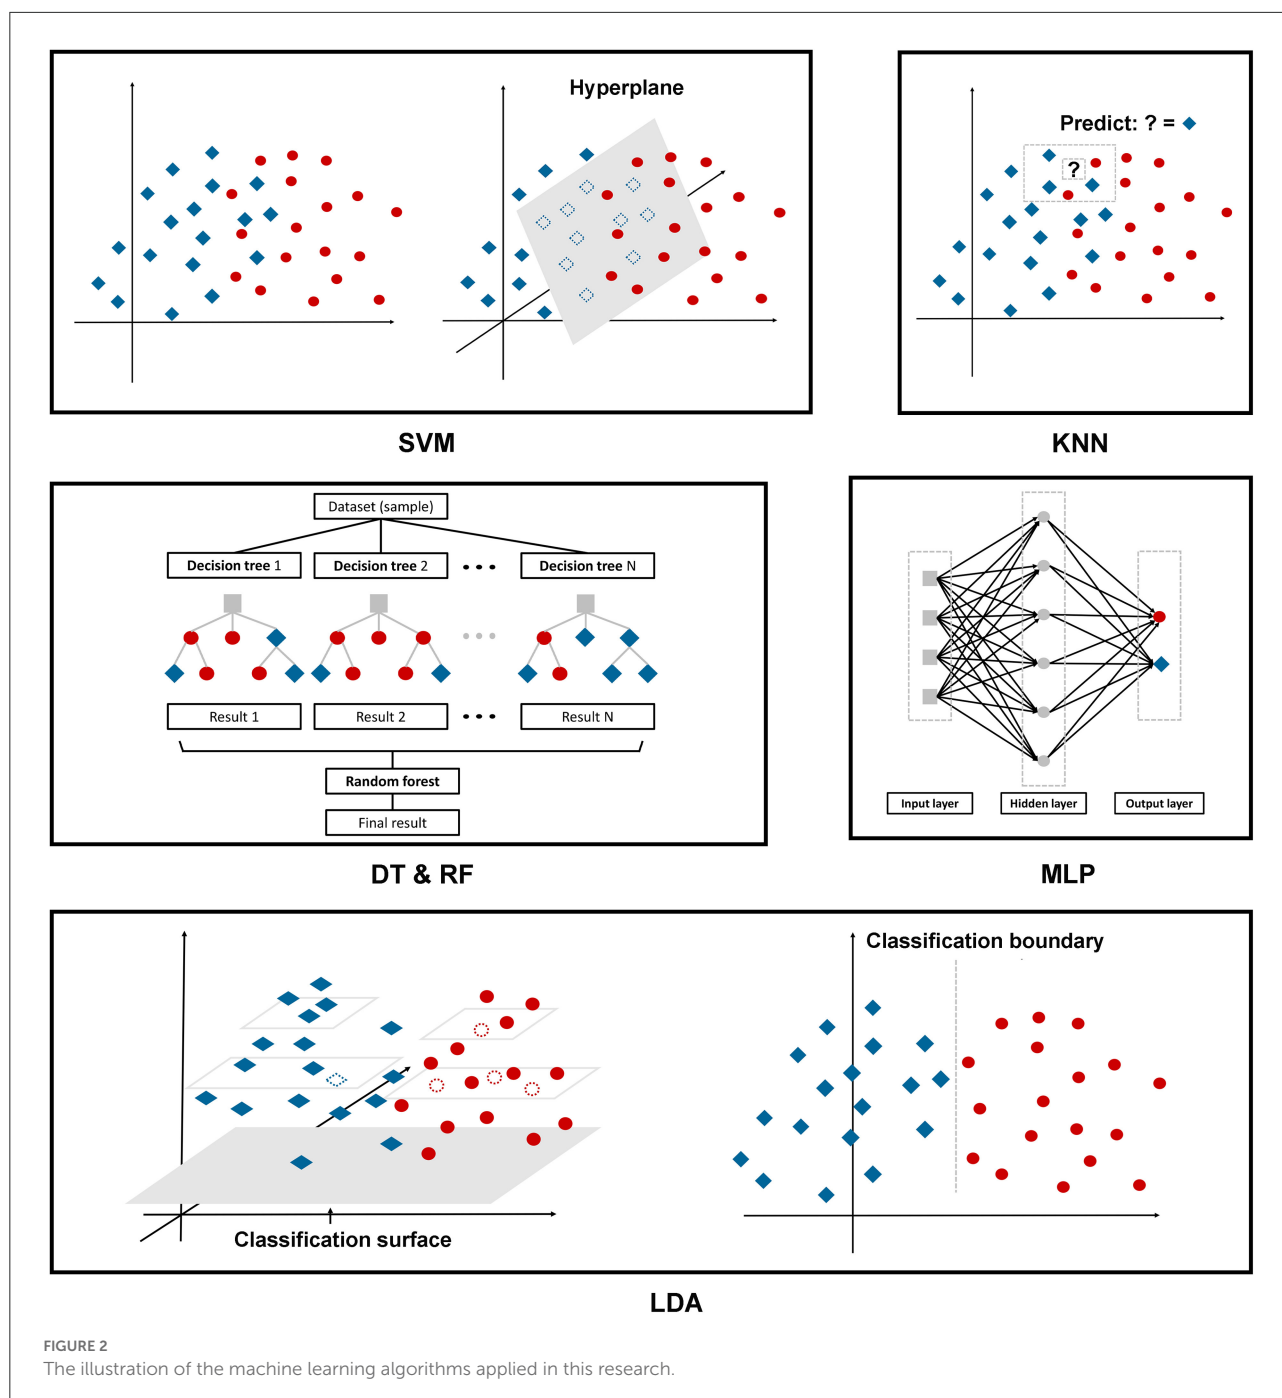 Hyperplane
SVM
Predict: ? =
?
KNN
Dataset (sample)
Decision tree 1
Decision tree 2
Decision tree N
Result 1
Result 2
Result N
Random forest
Final result
DT & RF
Input layer
Hidden layer
Output layer
MLP
Classification surface
Classification boundary
LDA
FIGURE 2
The illustration of the machine learning algorithms applied in this research.